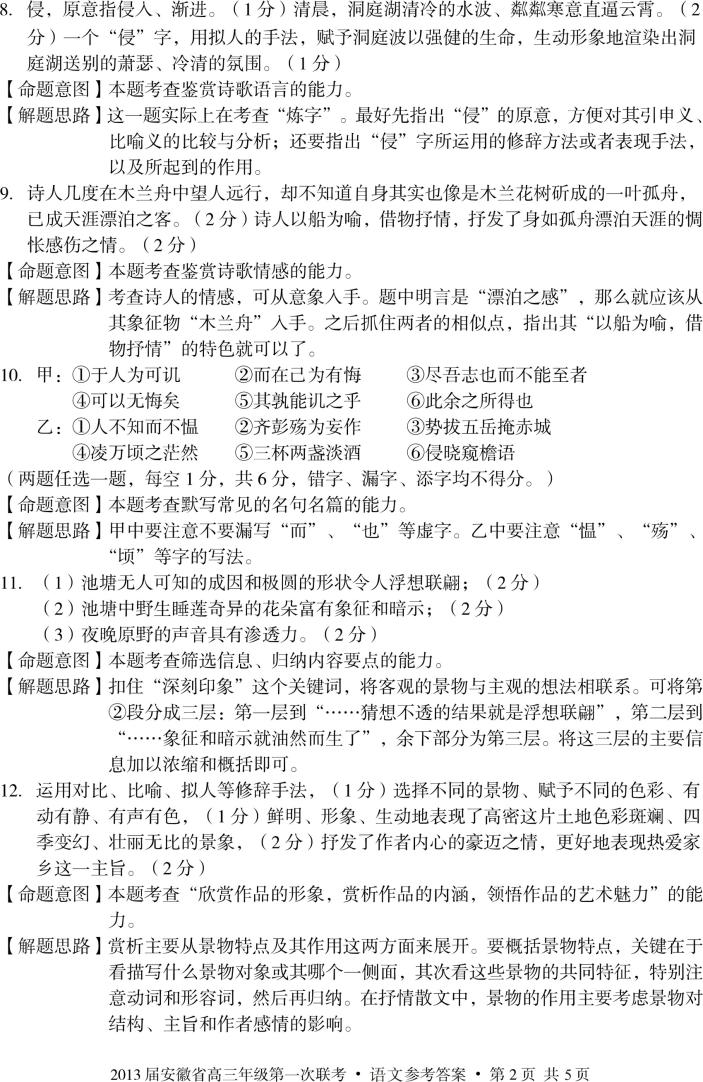 8. 侵，原意指侵入、渐进。（1 分）清晨，洞庭湖清冷的水波、粼粼寒意直逼云霄。（2
分）一个“侵”字，用拟人的手法，赋予洞庭波以强健的生命，生动形象地渲染出洞
庭湖送别的萧瑟、冷清的氛围。（1 分）
【命题意图】本题考查鉴赏诗歌语言的能力。
【解题思路】这一题实际上在考查“炼字”。最好先指出“侵”的原意，方便对其引申义、
比喻义的比较与分析；还要指出“侵”字所运用的修辞方法或者表现手法，
以及所起到的作用。
9. 诗人几度在木兰舟中望人远行，却不知道自身其实也像是木兰花树斫成的一叶孤舟，
已成天涯漂泊之客。（2 分）诗人以船为喻，借物抒情，抒发了身如孤舟漂泊天涯的惆
怅感伤之情。（2 分）
【命题意图】本题考查鉴赏诗歌情感的能力。
【解题思路】考查诗人的情感，可从意象入手。题中明言是“漂泊之感”，那么就应该从
其象征物“木兰舟”入手。之后抓住两者的相似点，指出其“以船为喻，借
物抒情”的特色就可以了。
10. 甲：①于人为可讥 ②而在己为有悔 ③尽吾志也而不能至者
④可以无悔矣 ⑤其孰能讥之乎 ⑥此余之所得也
乙：①人不知而不愠 ②齐彭殇为妄作 ③势拔五岳掩赤城
④凌万顷之茫然 ⑤三杯两盏淡酒 ⑥侵晓窥檐语
（两题任选一题，每空 1 分，共 6 分，错字、漏字、添字均不得分。）
【命题意图】本题考查默写常见的名句名篇的能力。
【解题思路】甲中要注意不要漏写“而”、“也”等虚字。乙中要注意“愠”、“殇”、
“顷”等字的写法。
11. （1）池塘无人可知的成因和极圆的形状令人浮想联翩；（2 分）
（2）池塘中野生睡莲奇异的花朵富有象征和暗示；（2 分）
（3）夜晚原野的声音具有渗透力。（2 分）
【命题意图】本题考查筛选信息、归纳内容要点的能力。
【解题思路】扣住“深刻印象”这个关键词，将客观的景物与主观的想法相联系。可将第
②段分成三层：第一层到“……猜想不透的结果就是浮想联翩”，第二层到
“……象征和暗示就油然而生了”，余下部分为第三层。将这三层的主要信
息加以浓缩和概括即可。
12. 运用对比、比喻、拟人等修辞手法，（1 分）选择不同的景物、赋予不同的色彩、有
动有静、有声有色，（1 分）鲜明、形象、生动地表现了高密这片土地色彩斑斓、四
季变幻、壮丽无比的景象，（2 分）抒发了作者内心的豪迈之情，更好地表现热爱家
乡这一主旨。（2 分）
【命题意图】本题考查“欣赏作品的形象，赏析作品的内涵，领悟作品的艺术魅力”的能
力。
【解题思路】赏析主要从景物特点及其作用这两方面来展开。要概括景物特点，关键在于
看描写什么景物对象或其哪个一侧面，其次看这些景物的共同特征，特别注
意动词和形容词，然后再归纳。在抒情散文中，景物的作用主要考虑景物对
结构、主旨和作者感情的影响。
2013 届安徽省高三年级第一次联考 • 语文参考答案 • 第 2 页 共 5 页